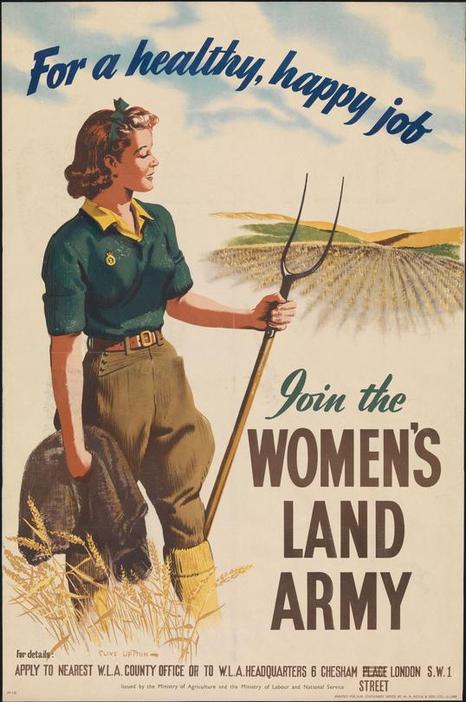 For a healthy, happy job
Join the
WOMEN'S
LAND
ARMY
For details:
CLIVE UPTON
APPLY TO NEAREST W.L.A. COUNTY OFFICE OR TO W.L.A. HEADQUARTERS 6 CHESHAM PLACE LONDON S.W.1
STREET
Issued by the Ministry of Agriculture and the Ministry of Labour and National Service